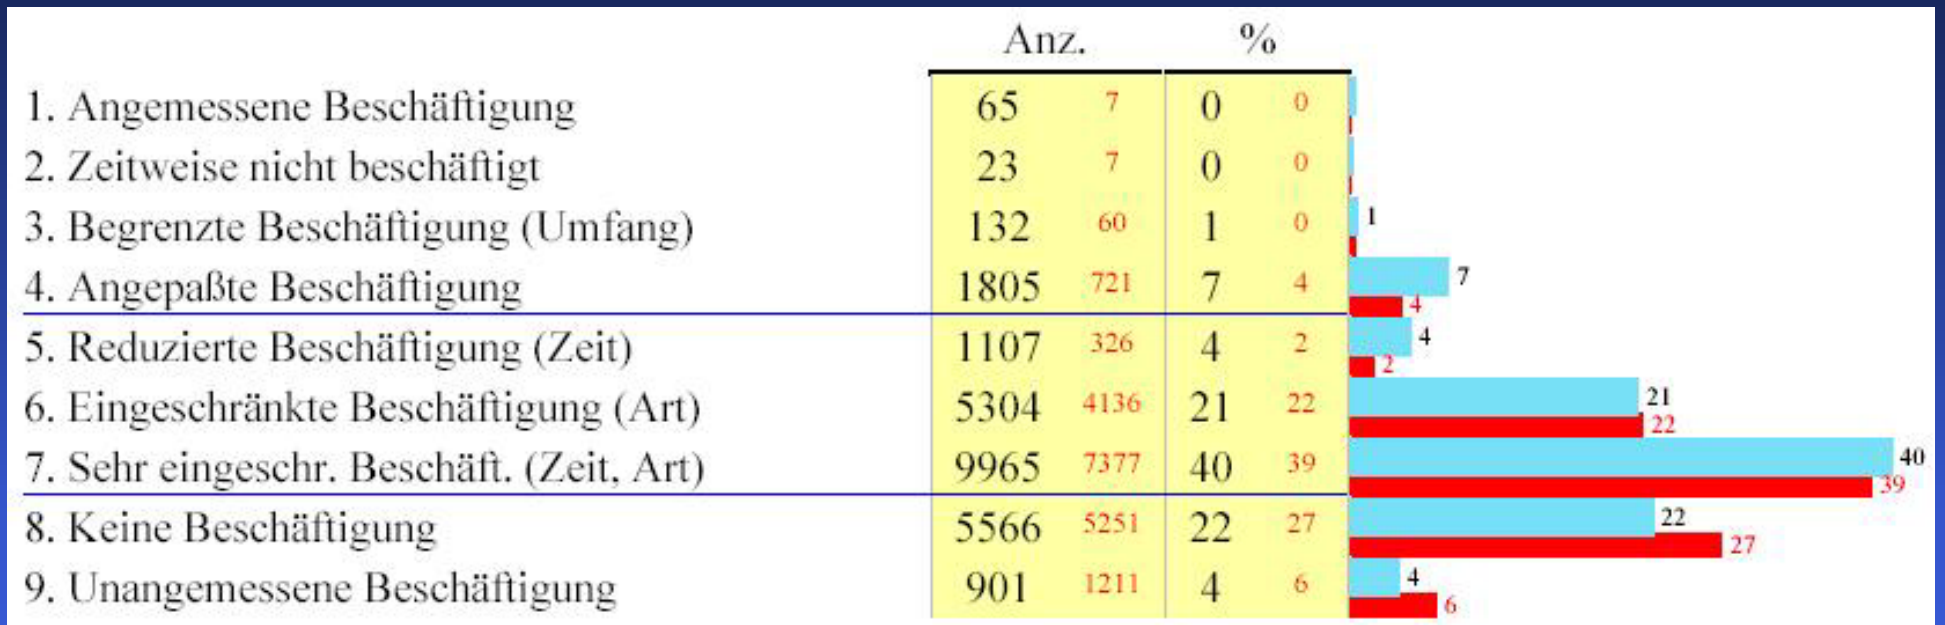 Anz. %
1. Angemessene Beschäftigung 65 7 0 0
2. Zeitweise nicht beschäftigt 23 7 0 0
3. Begrenzte Beschäftigung (Umfang) 132 60 1 0 1
4. Angepaßte Beschäftigung 1805 721 7 4 7 4
5. Reduzierte Beschäftigung (Zeit) 1107 326 4 2 4 2
6. Eingeschränkte Beschäftigung (Art) 5304 4136 21 22 21 22
7. Sehr eingeschr. Beschäft. (Zeit, Art) 9965 7377 40 39 40 39
8. Keine Beschäftigung 5566 5251 22 27 22 27
9. Unangemessene Beschäftigung 901 1211 4 6 4 6